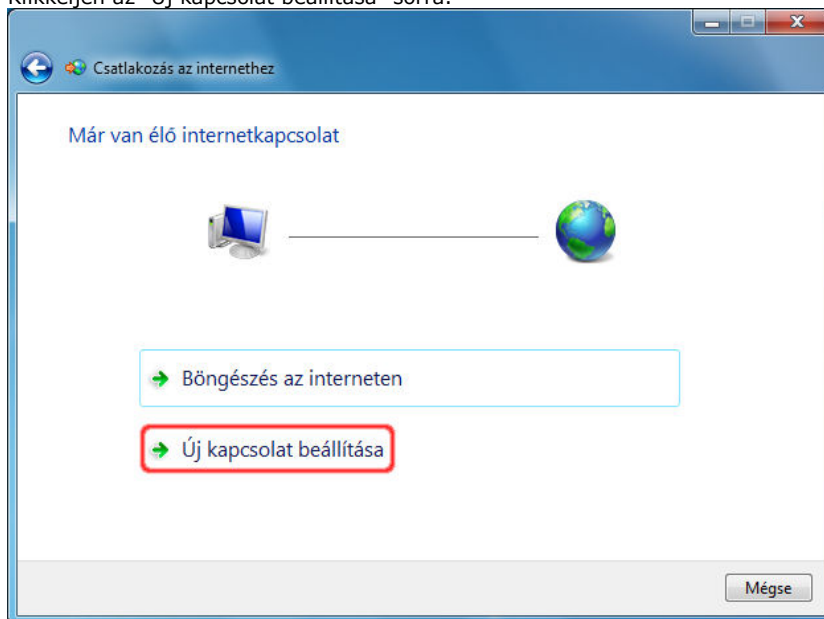 Klikkeljen az "Új kapcsolat beállítása" sorra.
Csatlakozás az internethez
Már van élő internetkapcsolat
Böngészés az interneten
Új kapcsolat beállítása
Mégse